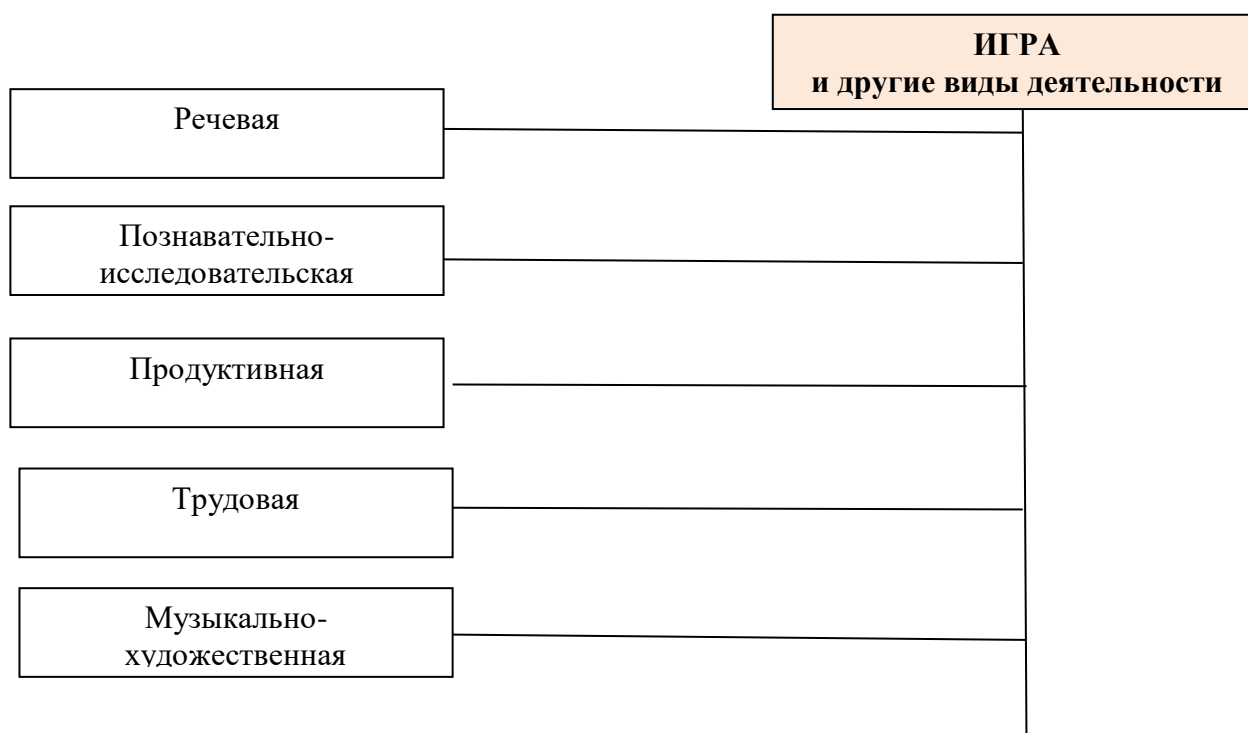 ИГРА
и другие виды деятельности
Речевая
Познавательно-
исследовательская
Продуктивная
Трудовая
Музыкально-
художественная